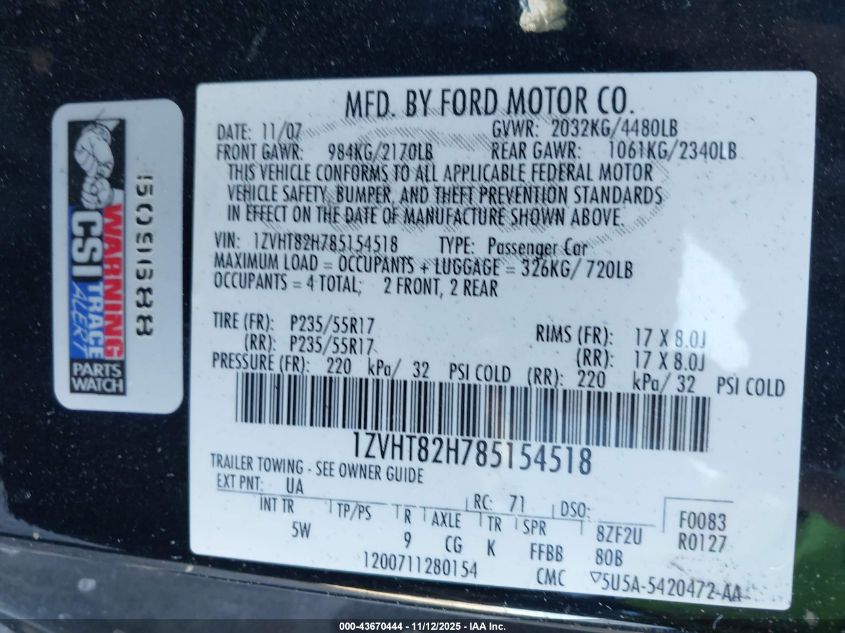 WARNING
CSI TRACE
ALERT
PARTS
WATCH
5091688
MFD. BY FORD MOTOR CO.
DATE: 11/07 GVWR: 2032KG/4480LB
FRONT GAWR: 984KG/2170LB REAR GAWR: 1061KG/2340LB
THIS VEHICLE CONFORMS TO ALL APPLICABLE FEDERAL MOTOR
VEHICLE SAFETY, BUMPER, AND THEFT PREVENTION STANDARDS
IN EFFECT ON THE DATE OF MANUFACTURE SHOWN ABOVE.
VIN: 1ZVHT82H785154518 TYPE: Passenger Car
MAXIMUM LOAD = OCCUPANTS + LUGGAGE = 326KG/ 720LB
OCCUPANTS = 4 TOTAL; 2 FRONT, 2 REAR
TIRE (FR): P235/55R17 RIMS (FR): 17 X 8.0J
(RR): P235/55R17 (RR): 17 X 8.0J
PRESSURE (FR): 220 kPa/ 32 PSI COLD (RR): 220 kPa/ 32 PSI COLD
1ZVHT82H785154518
TRAILER TOWING - SEE OWNER GUIDE
EXT PNT: UA RC: 71 DSO:
INT TR TP/PS R AXLE TR SPR 8ZF2U F0083
5W 9 CG K FFBB 80B R0127
1200711280154 CMC ▽5U5A-5420472-AA
000-43670444 - 11/12/2025 - IAA Inc.